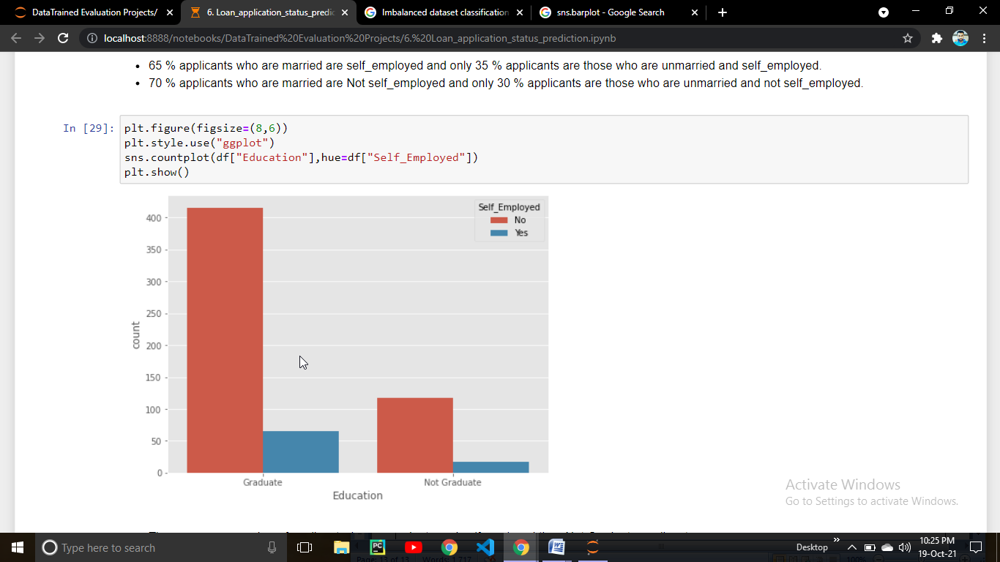 DataTrained Evaluation Projects/
6. Loan_application_status_predic
Imbalanced dataset classification
sns.barplot - Google Search
localhost:8888/notebooks/DataTrained%20Evaluation%20Projects/6.%20Loan_application_status_prediction.ipynb
• 65 % applicants who are married are self_employed and only 35 % applicants are those who are unmarried and self_employed.
• 70 % applicants who are married are Not self_employed and only 30 % applicants are those who are unmarried and not self_employed.
In [29]:
plt.figure(figsize=(8,6))
plt.style.use("ggplot")
sns.countplot(df["Education"],hue=df["Self_Employed"])
plt.show()
Self_Employed
No
Yes
400
350
300
250
200
150
100
50
0
count
Graduate
Not Graduate
Education
Activate Windows
Go to Settings to activate Windows.
Type here to search
PC
W
Desktop
10:25 PM
19-Oct-21